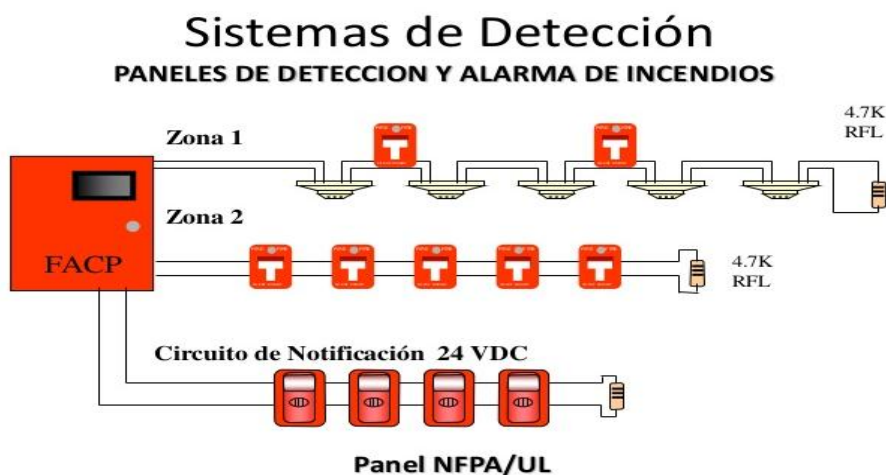 Sistemas de Detección
PANELES DE DETECCION Y ALARMA DE INCENDIOS
4.7K
RFL
Zona 1
Zona 2
FACP
4.7K
RFL
Circuito de Notificación 24 VDC
Panel NFPA/UL